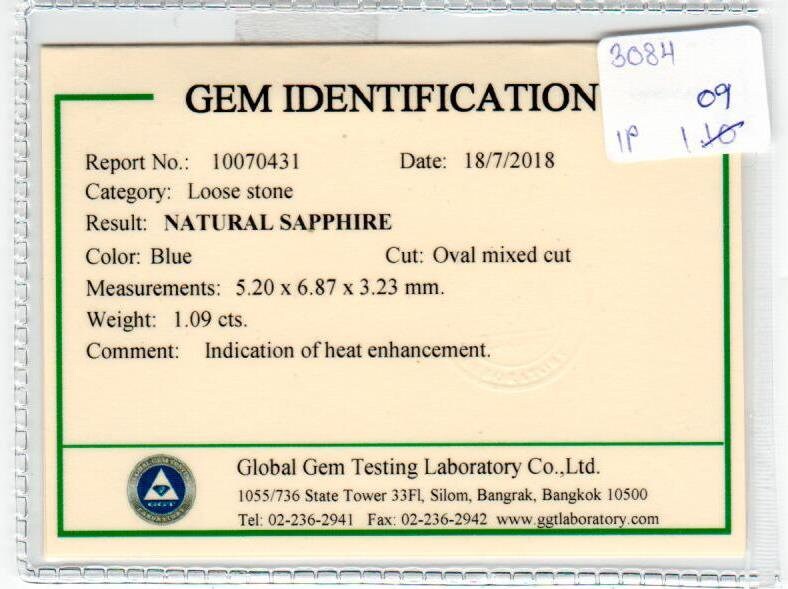 3084
09
1P 1.10
GEM IDENTIFICATION
Report No.: 10070431 Date: 18/7/2018
Category: Loose stone
Result: NATURAL SAPPHIRE
Color: Blue Cut: Oval mixed cut
Measurements: 5.20 x 6.87 x 3.23 mm.
Weight: 1.09 cts.
Comment: Indication of heat enhancement.
GGT
Global Gem Testing Laboratory Co.,Ltd.
1055/736 State Tower 33Fl, Silom, Bangrak, Bangkok 10500
Tel: 02-236-2941 Fax: 02-236-2942 www.ggtlaboratory.com